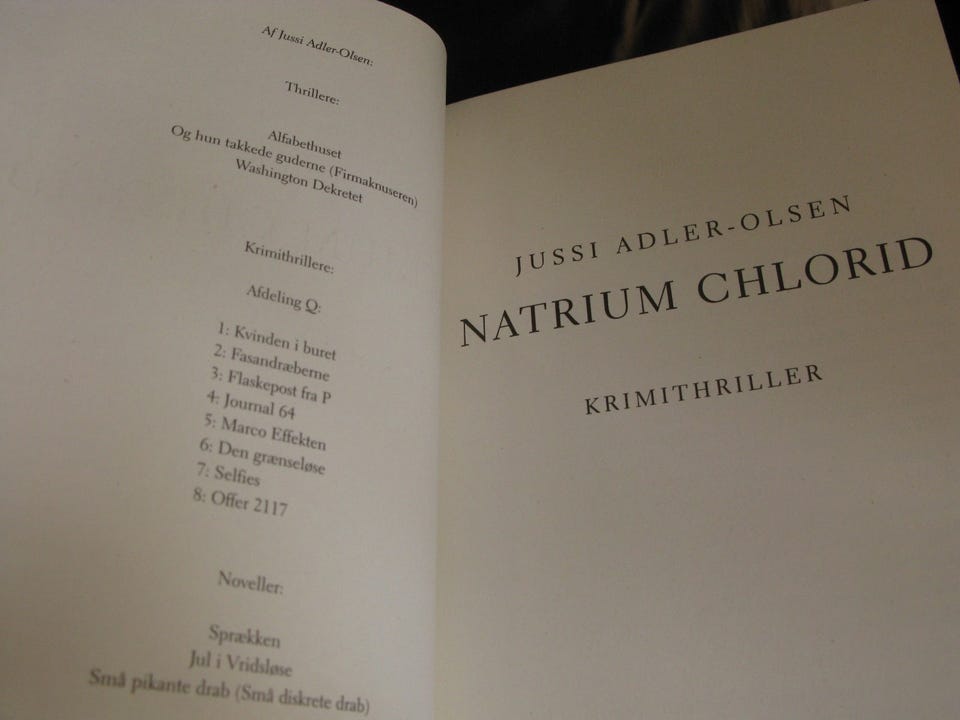 Af Jussi Adler-Olsen:
Thrillere:
Alfabethuset
Og hun takkede guderne (Firmaknuseren)
Washington Dekretet
Krimithrillere:
Afdeling Q:
1: Kvinden i buret
2: Fasandræberne
3: Flaskepost fra P
4: Journal 64
5: Marco Effekten
6: Den grænseløse
7: Selfies
8: Offer 2117
Noveller:
Sprækken
Jul i Vridsløse
Små pikante drab (Små diskrete drab)
JUSSI ADLER-OLSEN
NATRIUM CHLORID
KRIMITHRILLER